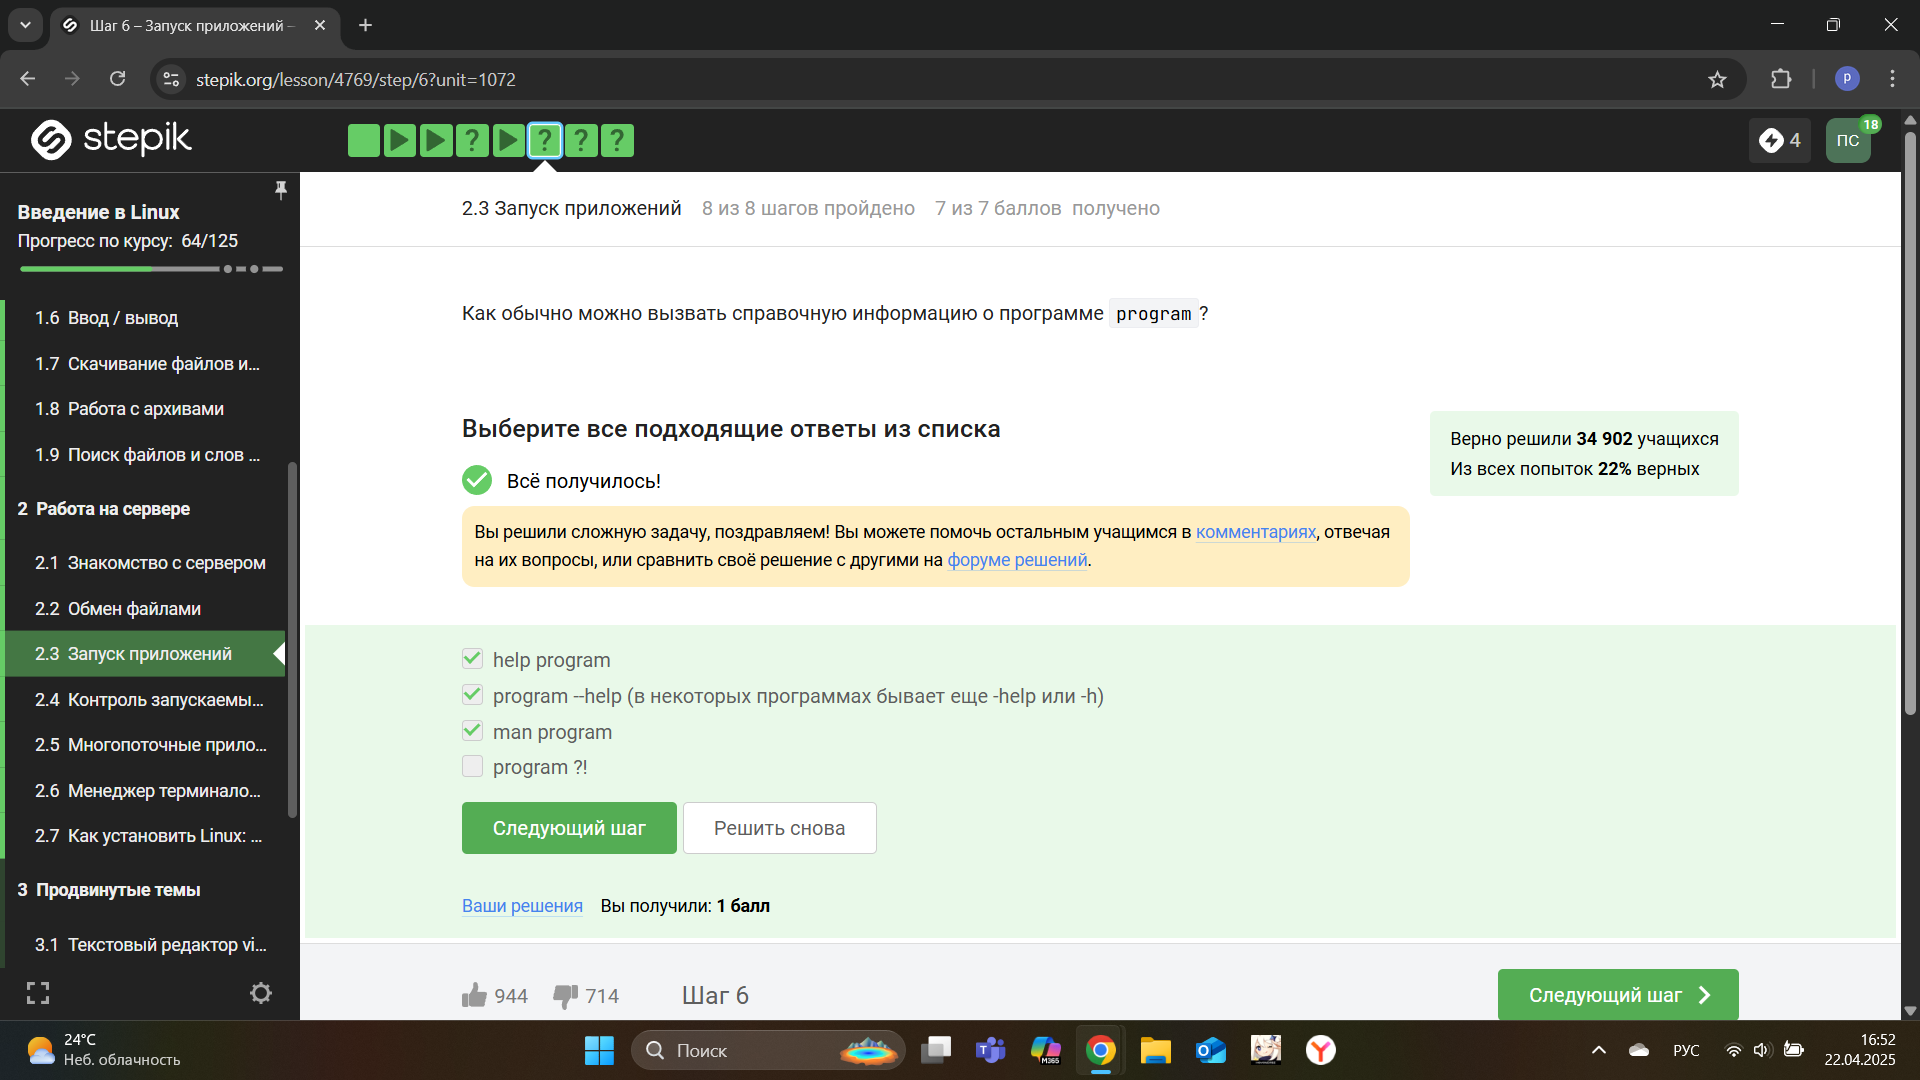 Шаг 6 – Запуск приложений –
stepik.org/lesson/4769/step/6?unit=1072
P
stepik
? ? ? ?
4
ПС
18
Введение в Linux
Прогресс по курсу: 64/125
1.6 Ввод / вывод
1.7 Скачивание файлов и...
1.8 Работа с архивами
1.9 Поиск файлов и слов ...
2 Работа на сервере
2.1 Знакомство с сервером
2.2 Обмен файлами
2.3 Запуск приложений
2.4 Контроль запускаемы...
2.5 Многопоточные прило...
2.6 Менеджер терминало...
2.7 Как установить Linux: ...
3 Продвинутые темы
3.1 Текстовый редактор vi...
2.3 Запуск приложений 8 из 8 шагов пройдено 7 из 7 баллов получено
Как обычно можно вызвать справочную информацию о программе program?
Выберите все подходящие ответы из списка
Всё получилось!
Вы решили сложную задачу, поздравляем! Вы можете помочь остальным учащимся в комментариях, отвечая
на их вопросы, или сравнить своё решение с другими на форуме решений.
Верно решили 34 902 учащихся
Из всех попыток 22% верных
help program
program --help (в некоторых программах бывает еще -help или -h)
man program
program ?!
Следующий шаг
Решить снова
Ваши решения Вы получили: 1 балл
944 714 Шаг 6
Следующий шаг
24°C
Неб. облачность
Поиск
M365
РУС
16:52
22.04.2025